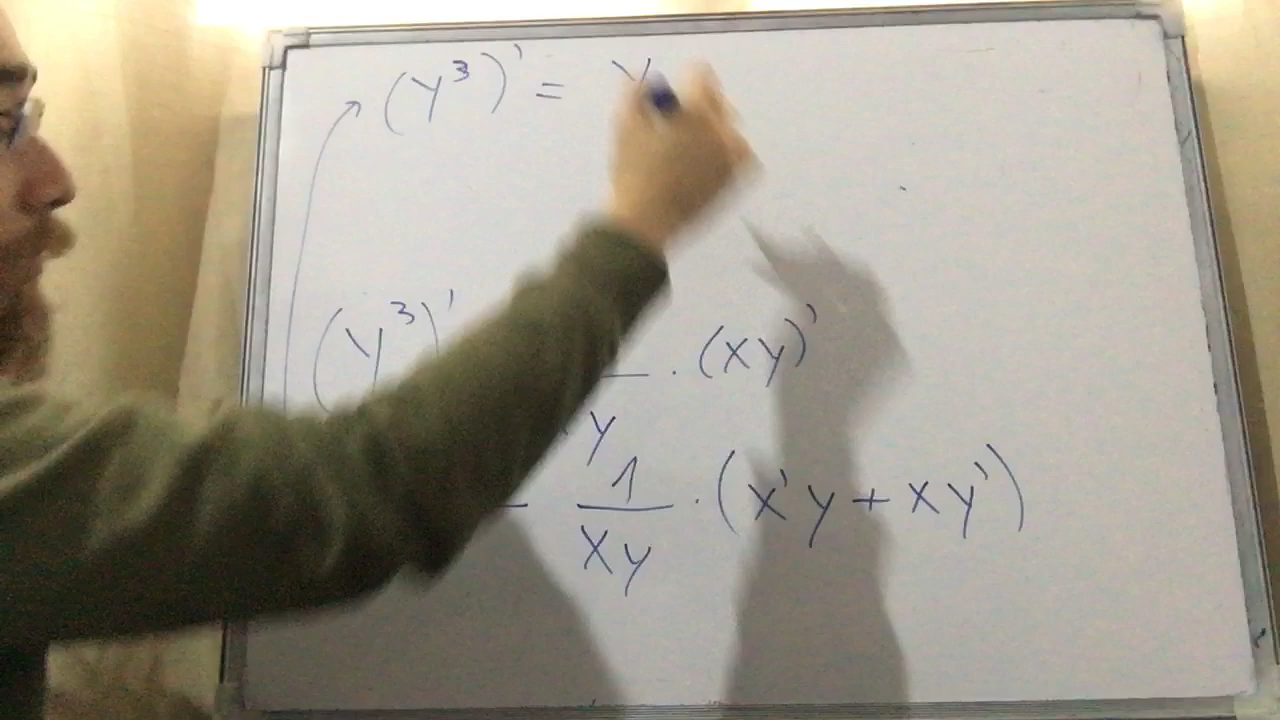 (y³)' = y
(y³)' — · (xy)'
y
— 1/xy · (x'y + xy')